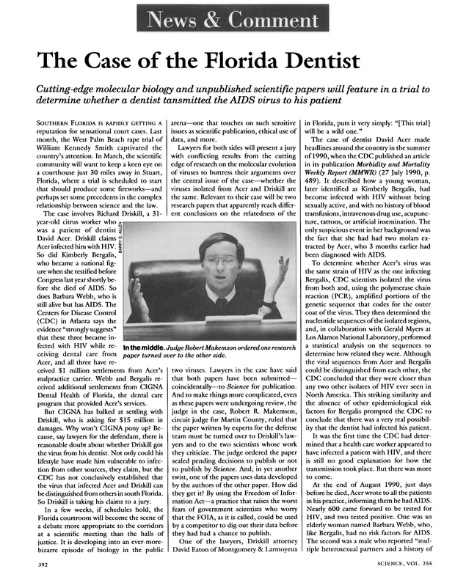 News & Comment
The Case of the Florida Dentist
Cutting-edge molecular biology and unpublished scientific papers will feature in a trial to
determine whether a dentist tansmitted the AIDS virus to his patient
SOUTHERN FLORIDA IS RAPIDLY GETTING A
reputation for sensational court cases. Last
month, the West Palm Beach rape trial of
William Kennedy Smith captivated the
country's attention. In March, the scientific
community will want to keep a keen eye on
a courthouse just 30 miles away in Stuart,
Florida, where a trial is scheduled to start
that should produce some fireworks—and
perhaps set some precedents in the complex
relationship between science and the law.
The case involves Richard Driskill, a 31-
year-old citrus worker who
was a patient of dentist
David Acer. Driskill claims
Acer infected him with HIV.
So did Kimberly Bergalis,
who became a national fig-
ure when she testified before
Congress last year shortly be-
fore she died of AIDS. So
does Barbara Webb, who is
still alive but has AIDS. The
Centers for Disease Control
(CDC) in Atlanta says the
evidence "strongly suggests"
that these three became in-
fected with HIV while re-
ceiving dental care from
Acer, and all three have re-
ceived $1 million settlements from Acer's
malpractice carrier. Webb and Bergalis re-
ceived additional settlements from CIGNA
Dental Health of Florida, the dental care
program that provided Acer's services.
But CIGNA has balked at settling with
Driskill, who is asking for $15 million in
damages. Why won't CIGNA pony up? Be-
cause, say lawyers for the defendant, there is
reasonable doubt about whether Driskill got
the virus from his dentist. Not only could his
lifestyle have made him vulnerable to infec-
tion from other sources, they claim, but the
CDC has not conclusively established that
the virus that infected Acer and Driskill can
be distinguished from others in south Florida.
So Driskill is taking his claims to a jury.
In a few weeks, if schedules hold, the
Florida courtroom will become the scene of
a debate more appropriate to the corridors
at a scientific meeting than the halls of
justice. It is developing into an ever-more-
bizarre episode of biology in the public
arena—one that touches on such sensitive
issues as scientific publication, ethical use of
data, and more.
Lawyers for both sides will present a jury
with conflicting results from the cutting
edge of research on the molecular evolution
of viruses to buttress their arguments over
the central issue of the case—whether the
viruses isolated from Acer and Driskill are
the same. Relevant to their case will be two
research papers that apparently reach differ-
ent conclusions on the relatedness of the
In the middle. Judge Robert Makemson ordered one research
paper turned over to the other side.
two viruses. Lawyers in the case have said
that both papers have been submitted—
coincidentally—to Science for publication.
And to make things more complicated, even
as these papers were undergoing review, the
judge in the case, Robert R. Makemson,
circuit judge for Martin County, ruled that
the paper written by experts for the defense
team must be turned over to Driskill's law-
yers and to the two scientists whose work
they criticize. The judge ordered the paper
sealed pending decisions to publish or not
to publish by Science. And, in yet another
twist, one of the papers uses data developed
by the authors of the other paper. How did
they get it? By using the Freedom of Infor-
mation Act—a practice that raises the worst
fears of government scientists who worry
that the FOIA, as it is called, could be used
by a competitor to dig out their data before
they had had a chance to publish.
One of the lawyers, Driskill attorney
David Eaton of Montgomery & Larmoyeux
in Florida, puts it very simply: "[This trial]
will be a wild one."
The case of dentist David Acer made
headlines around the country in the summer
of 1990, when the CDC published an article
in its publication Morbidity and Mortality
Weekly Report (MMWR) (27 July 1990, p.
489). It described how a young woman,
later identified as Kimberly Bergalis, had
become infected with HIV without being
sexually active, and with no history of blood
transfusions, intravenous drug use, acupunc-
ture, tattoos, or artificial insemination. The
only suspicious event in her background was
the fact that she had had two molars ex-
tracted by Acer, who 3 months earlier had
been diagnosed with AIDS.
To determine whether Acer's virus was
the same strain of HIV as the one infecting
Bergalis, CDC scientists isolated the virus
from both and, using the polymerase chain
reaction (PCR), amplified portions of the
genetic sequence that codes for the outer
coat of the virus. They then determined the
nucleotide sequences of the isolated regions,
and, in collaboration with Gerald Myers at
Los Alamos National Laboratory, performed
a statistical analysis on the sequences to
determine how related they were. Although
the viral sequences from Acer and Bergalis
could be distinguished from each other, the
CDC concluded that they were closer than
any two other isolates of HIV ever seen in
North America. This striking similarity and
the absence of other epidemiological risk
factors for Bergalis prompted the CDC to
conclude that there was a very real possibil-
ity that the dentist had infected his patient.
It was the first time the CDC had deter-
mined that a health care worker appeared to
have infected a patient with HIV, and there
is still no good explanation for how the
transmission took place. But there was more
to come.
At the end of August 1990, just days
before he died, Acer wrote to all the patients
in his practice, informing them he had AIDS.
Nearly 600 came forward to be tested for
HIV, and two tested positive. One was an
elderly woman named Barbara Webb, who,
like Bergalis, had no risk factors for AIDS.
The second was a male who reported "mul-
tiple heterosexual partners and a history of
392
SCIENCE, VOL. 255